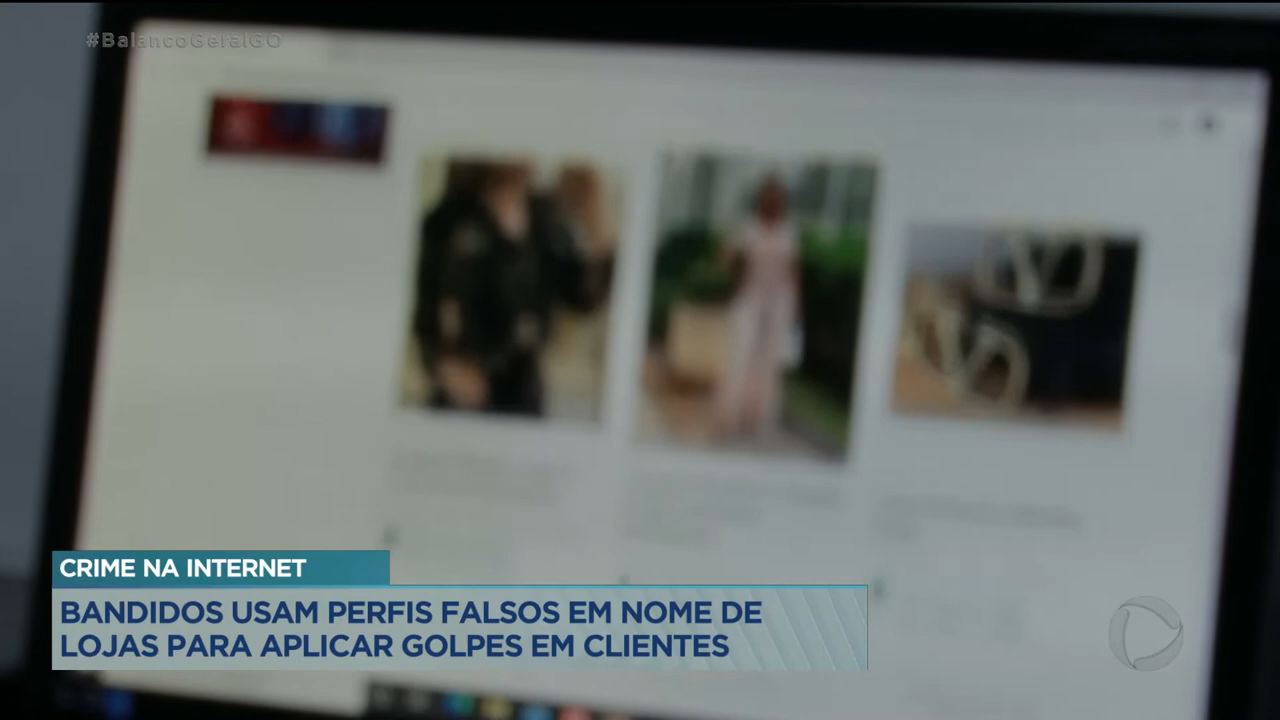 #BalancoGeralGO
CRIME NA INTERNET
BANDIDOS USAM PERFIS FALSOS EM NOME DE
LOJAS PARA APLICAR GOLPES EM CLIENTES